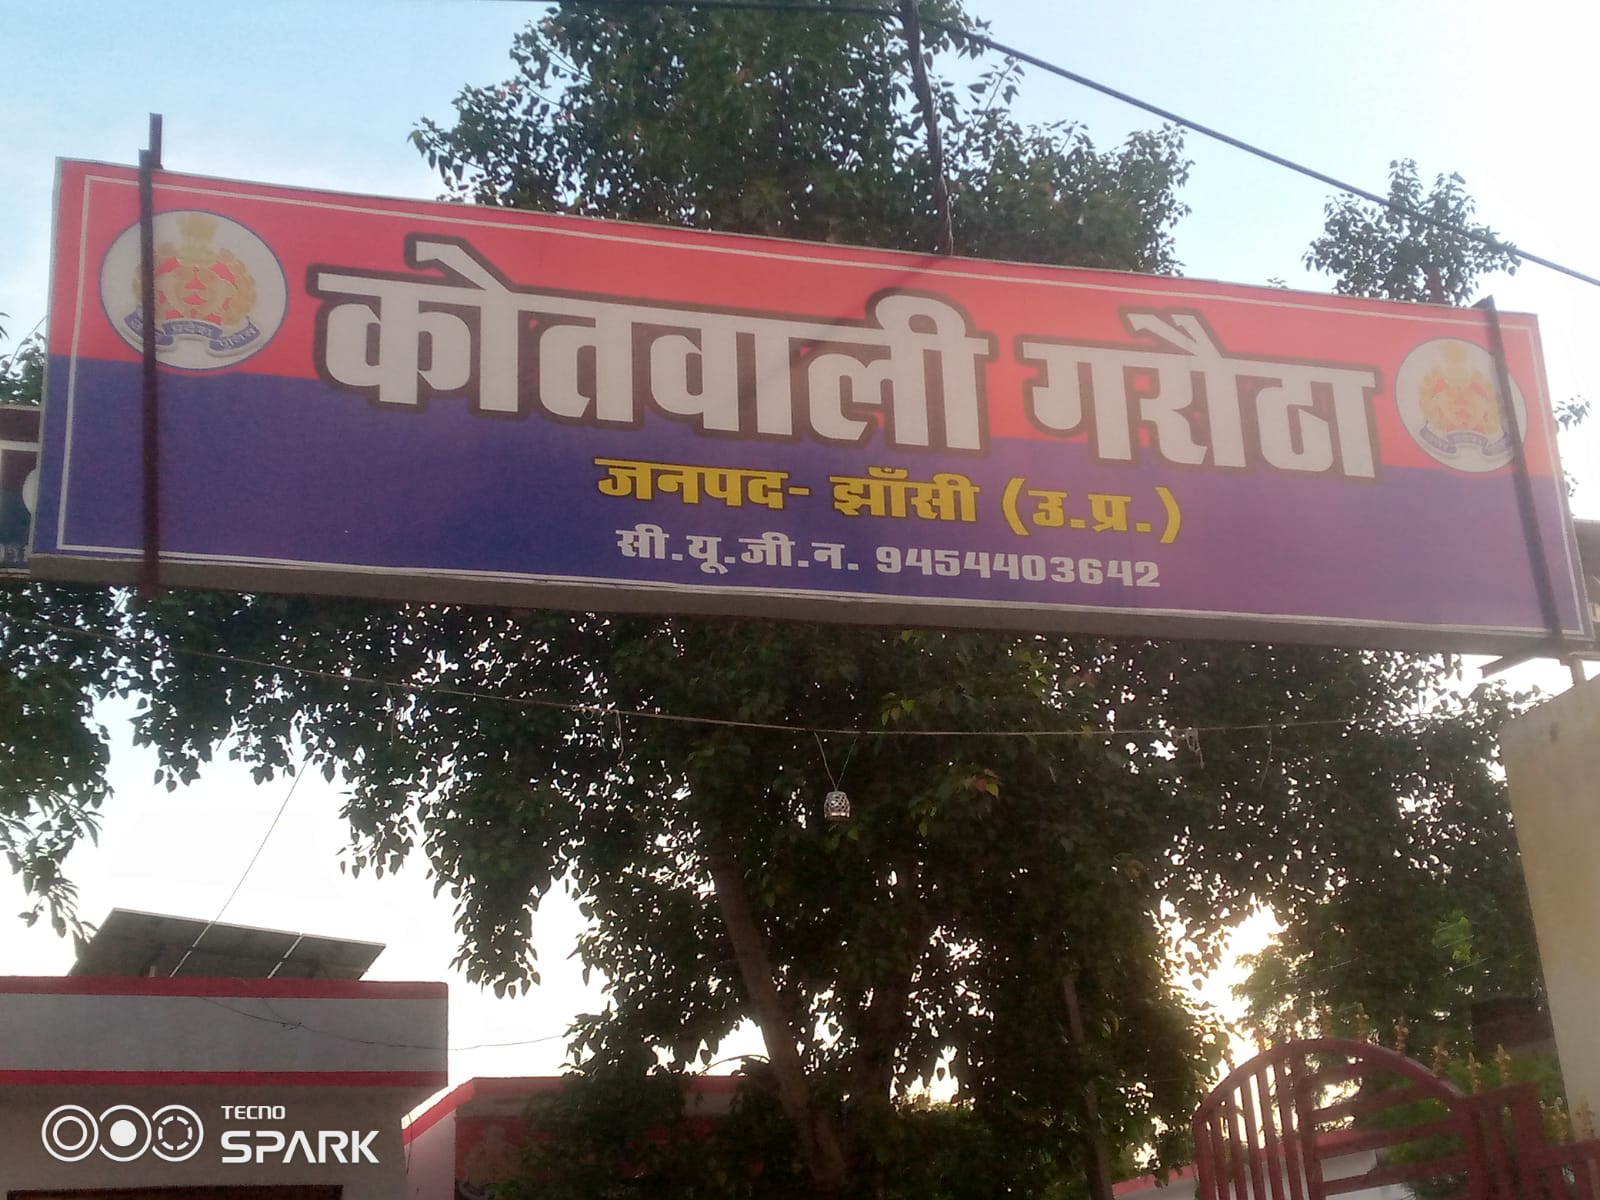 कोतवाली गरौठा
जनपद- झाँसी (उ.प्र.)
सी.यू.जी.न. 9454403642
TECNO
SPARK